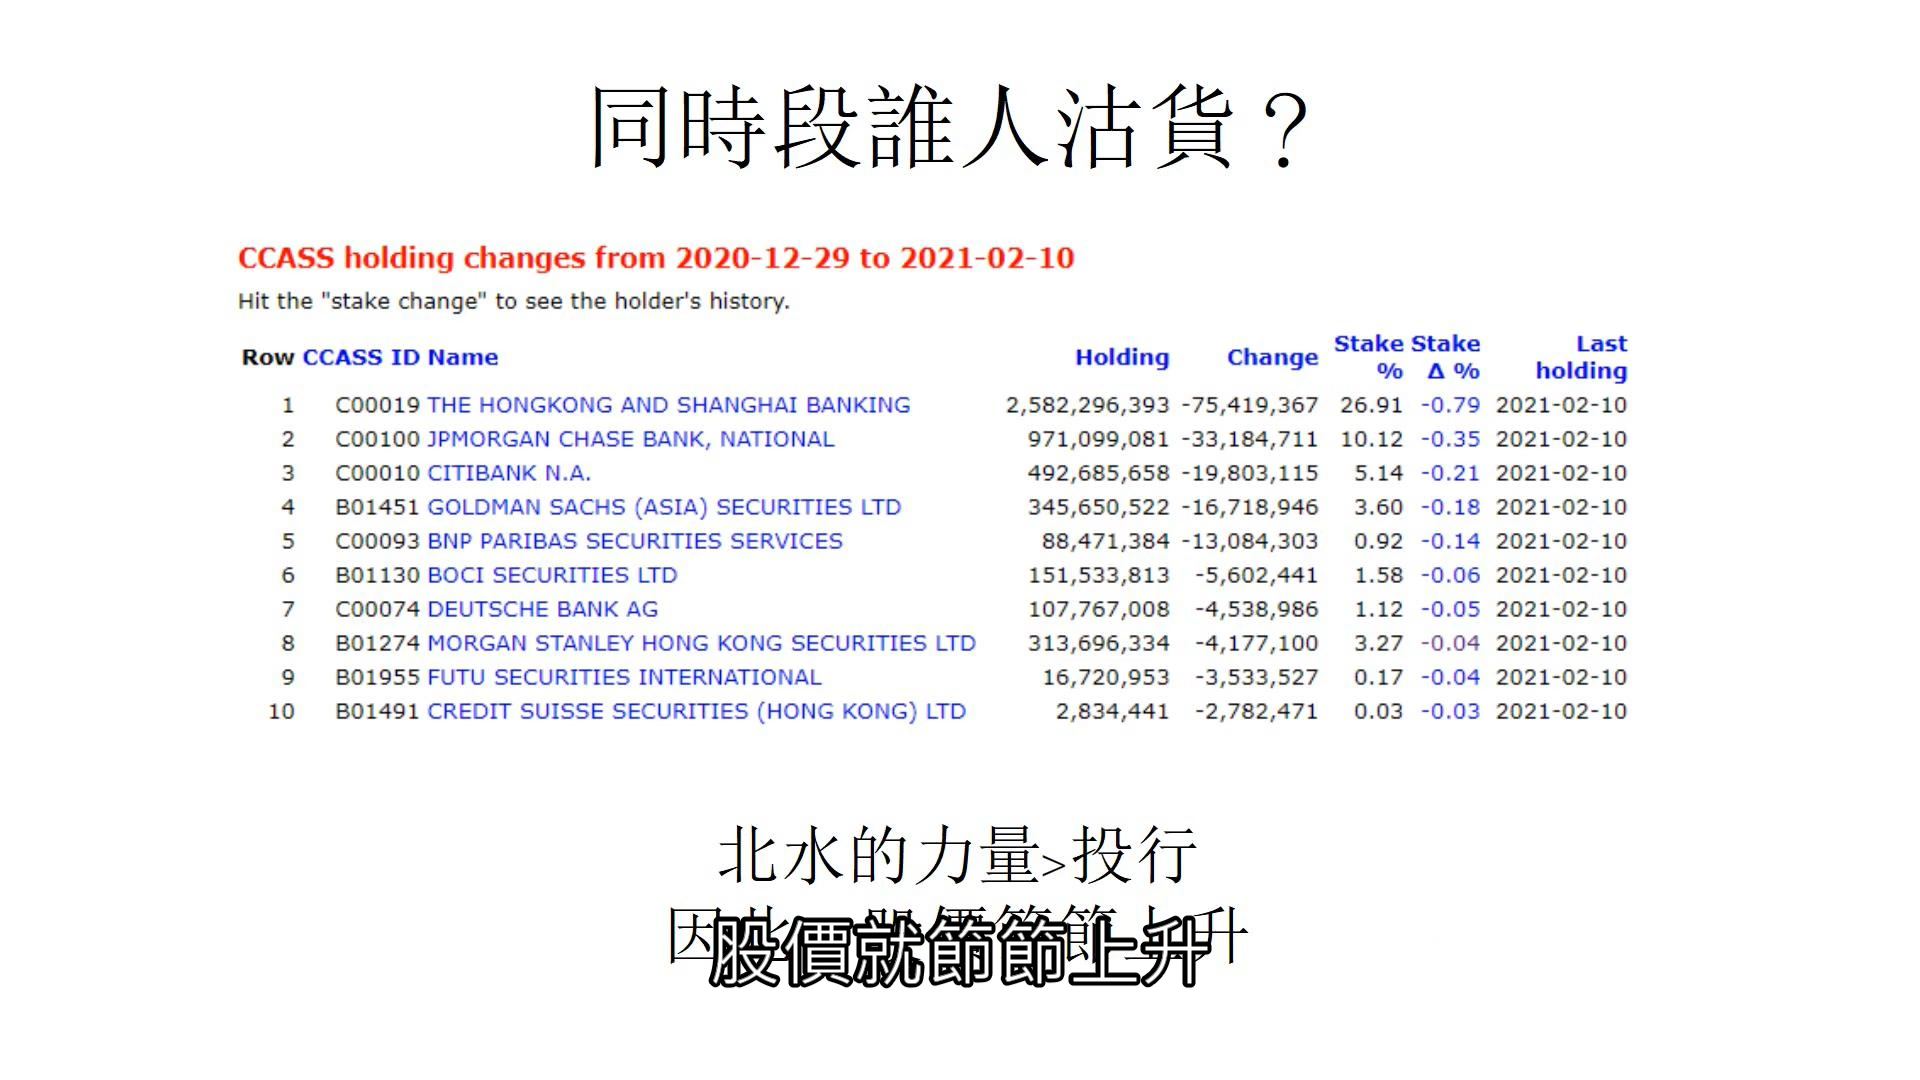 同時段誰人沽貨？
CCASS holding changes from 2020-12-29 to 2021-02-10
Hit the "stake change" to see the holder's history.
Row CCASS ID Name Holding Change Stake % Stake Δ % Last holding
1 C00019 THE HONGKONG AND SHANGHAI BANKING 2,582,296,393 -75,419,367 26.91 -0.79 2021-02-10
2 C00100 JPMORGAN CHASE BANK, NATIONAL 971,099,081 -33,184,711 10.12 -0.35 2021-02-10
3 C00010 CITIBANK N.A. 492,685,658 -19,803,115 5.14 -0.21 2021-02-10
4 B01451 GOLDMAN SACHS (ASIA) SECURITIES LTD 345,650,522 -16,718,946 3.60 -0.18 2021-02-10
5 C00093 BNP PARIBAS SECURITIES SERVICES 88,471,384 -13,084,303 0.92 -0.14 2021-02-10
6 B01130 BOCI SECURITIES LTD 151,533,813 -5,602,441 1.58 -0.06 2021-02-10
7 C00074 DEUTSCHE BANK AG 107,767,008 -4,538,986 1.12 -0.05 2021-02-10
8 B01274 MORGAN STANLEY HONG KONG SECURITIES LTD 313,696,334 -4,177,100 3.27 -0.04 2021-02-10
9 B01955 FUTU SECURITIES INTERNATIONAL 16,720,953 -3,533,527 0.17 -0.04 2021-02-10
10 B01491 CREDIT SUISSE SECURITIES (HONG KONG) LTD 2,834,441 -2,782,471 0.03 -0.03 2021-02-10
北水的力量>投行
因此 股價節節上升
股價就節節上升